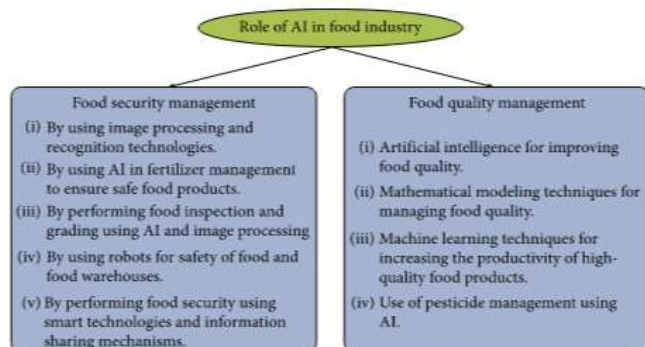 Role of AI in food industry
Food security management
(i) By using image processing and
recognition technologies.
(ii) By using AI in fertilizer management
to ensure safe food products.
(iii) By performing food inspection and
grading using AI and image processing
(iv) By using robots for safety of food and
food warehouses.
(v) By performing food security using
smart technologies and information
sharing mechanisms.
Food quality management
(i) Artificial intelligence for improving
food quality.
(ii) Mathematical modeling techniques for
managing food quality.
(iii) Machine learning techniques for
increasing the productivity of high-
quality food products.
(iv) Use of pesticide management using
AI.